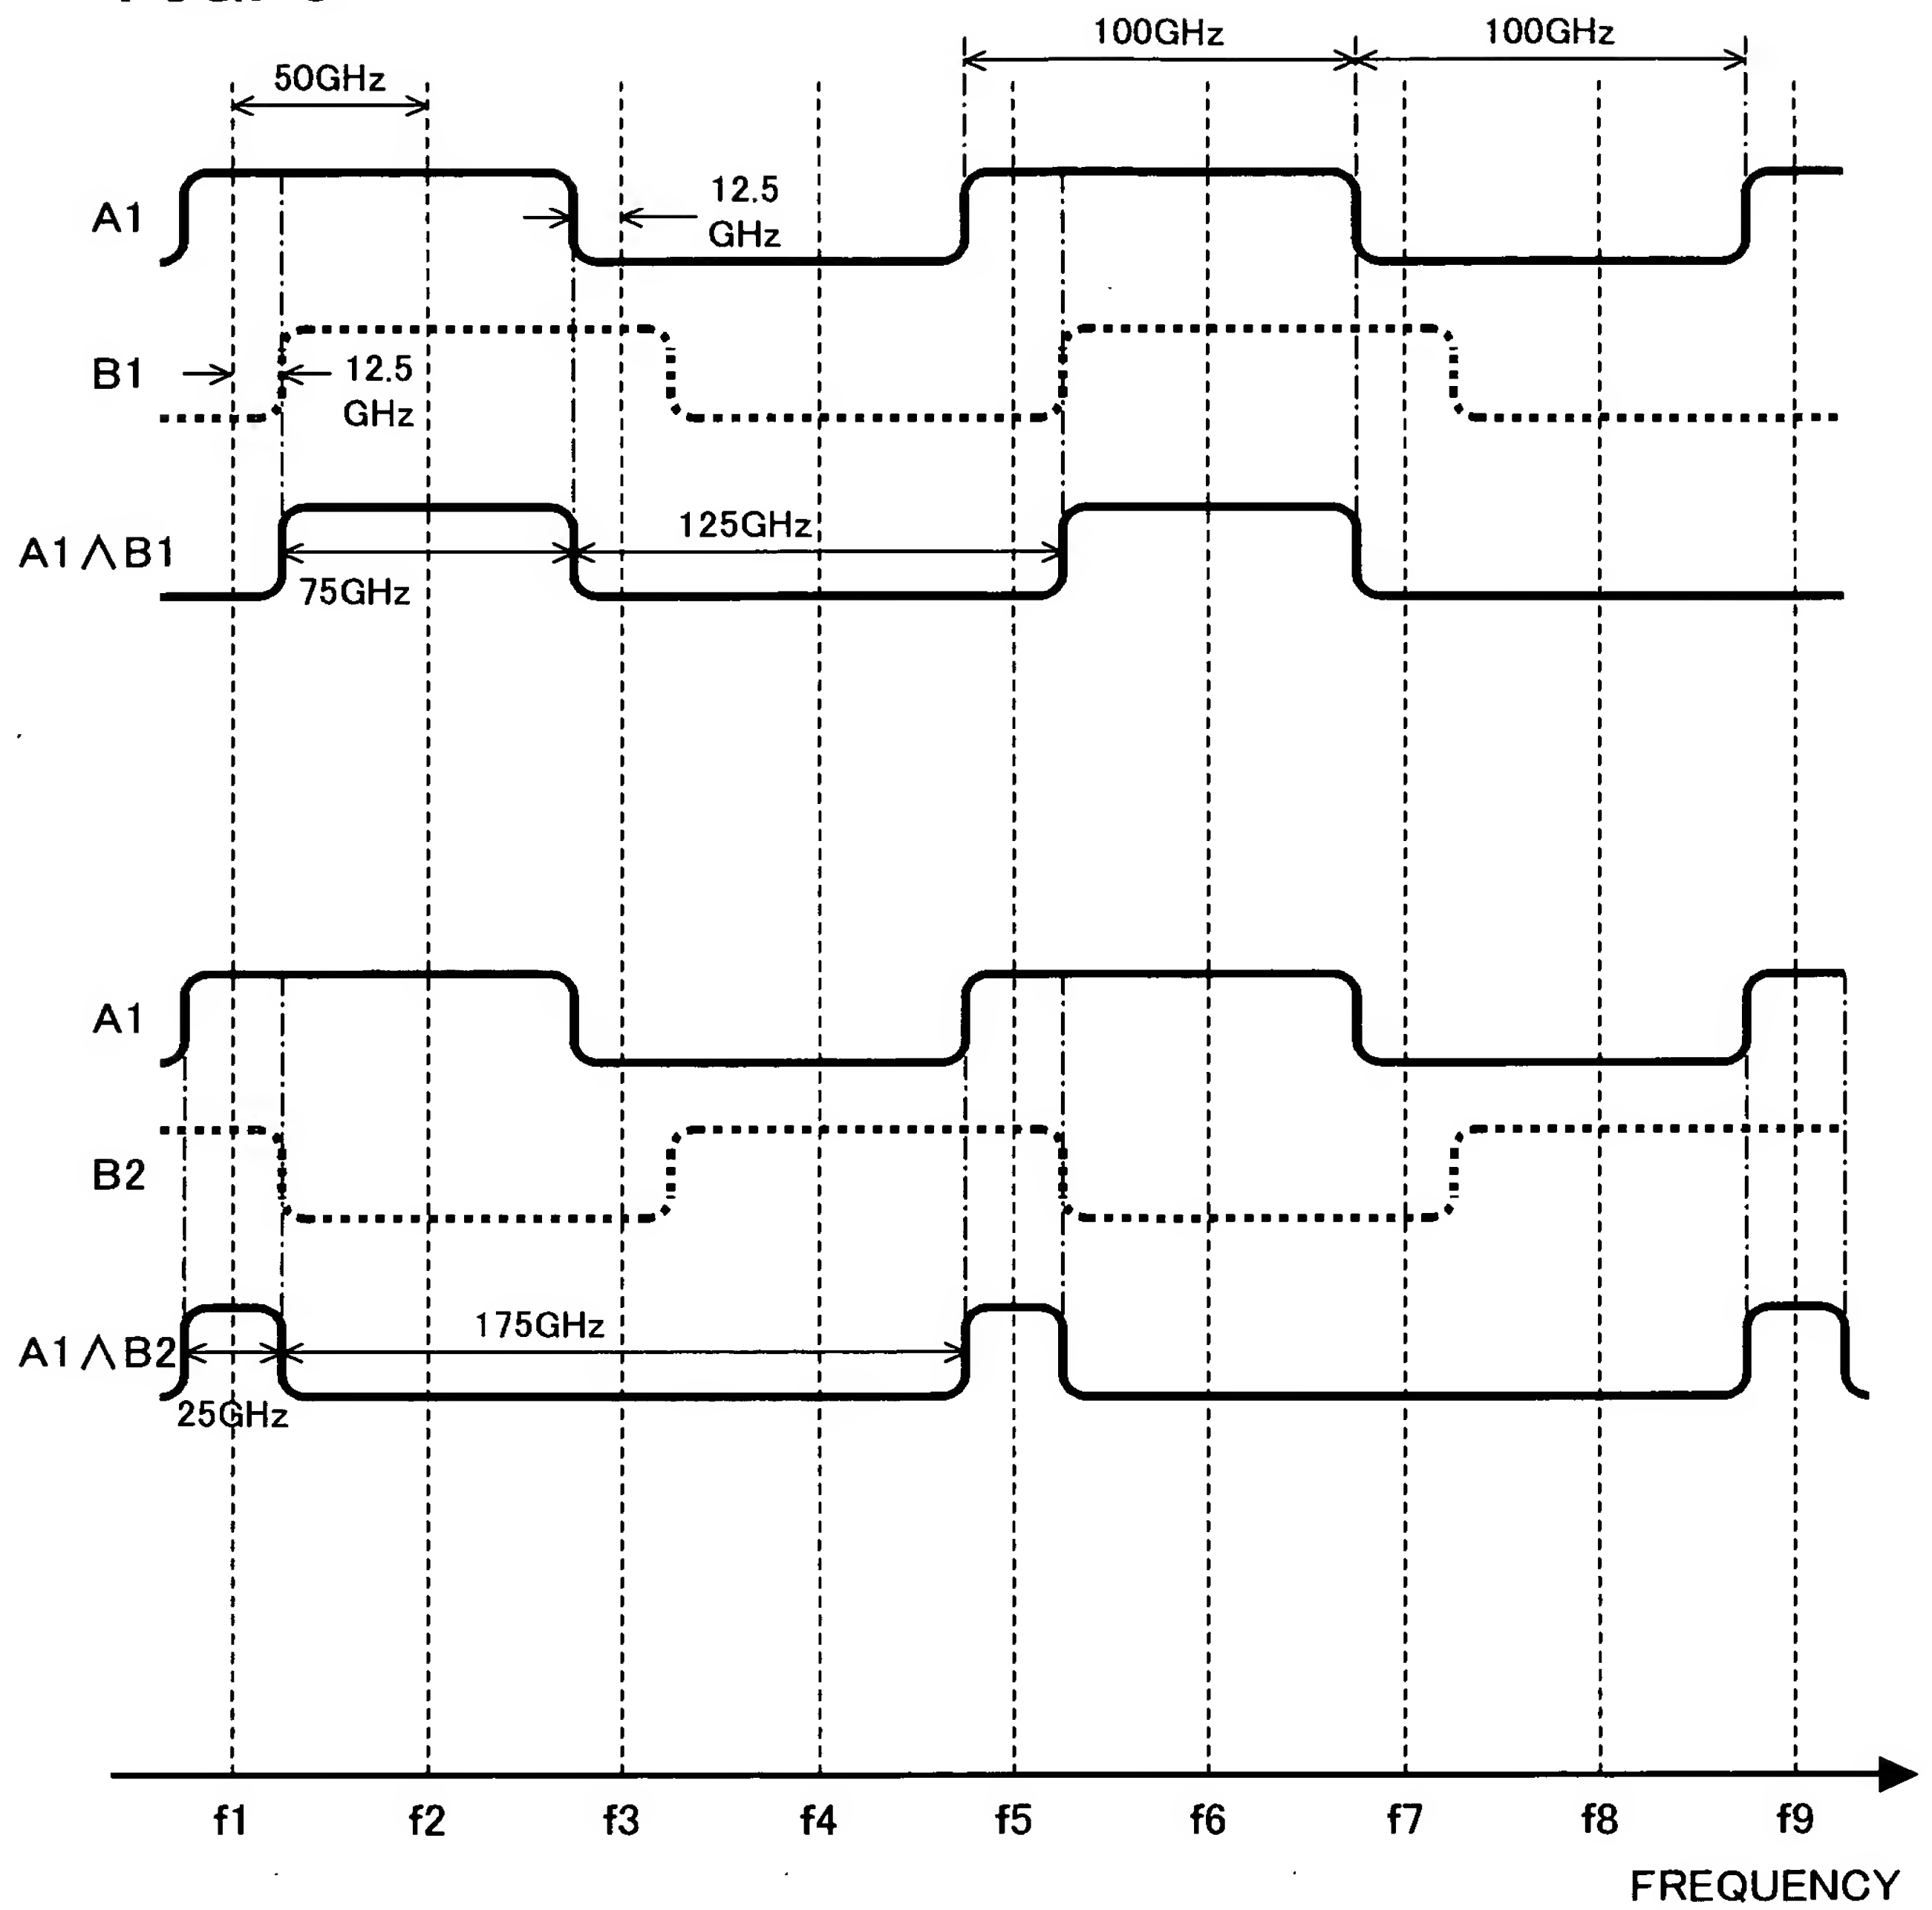 100GHz 100GHz
50GHz
A1
12.5
GHz
B1
12.5
GHz
A1∧B1
125GHz
75GHz
A1
B2
A1∧B2
175GHz
25GHz
f1 f2 f3 f4 f5 f6 f7 f8 f9
FREQUENCY